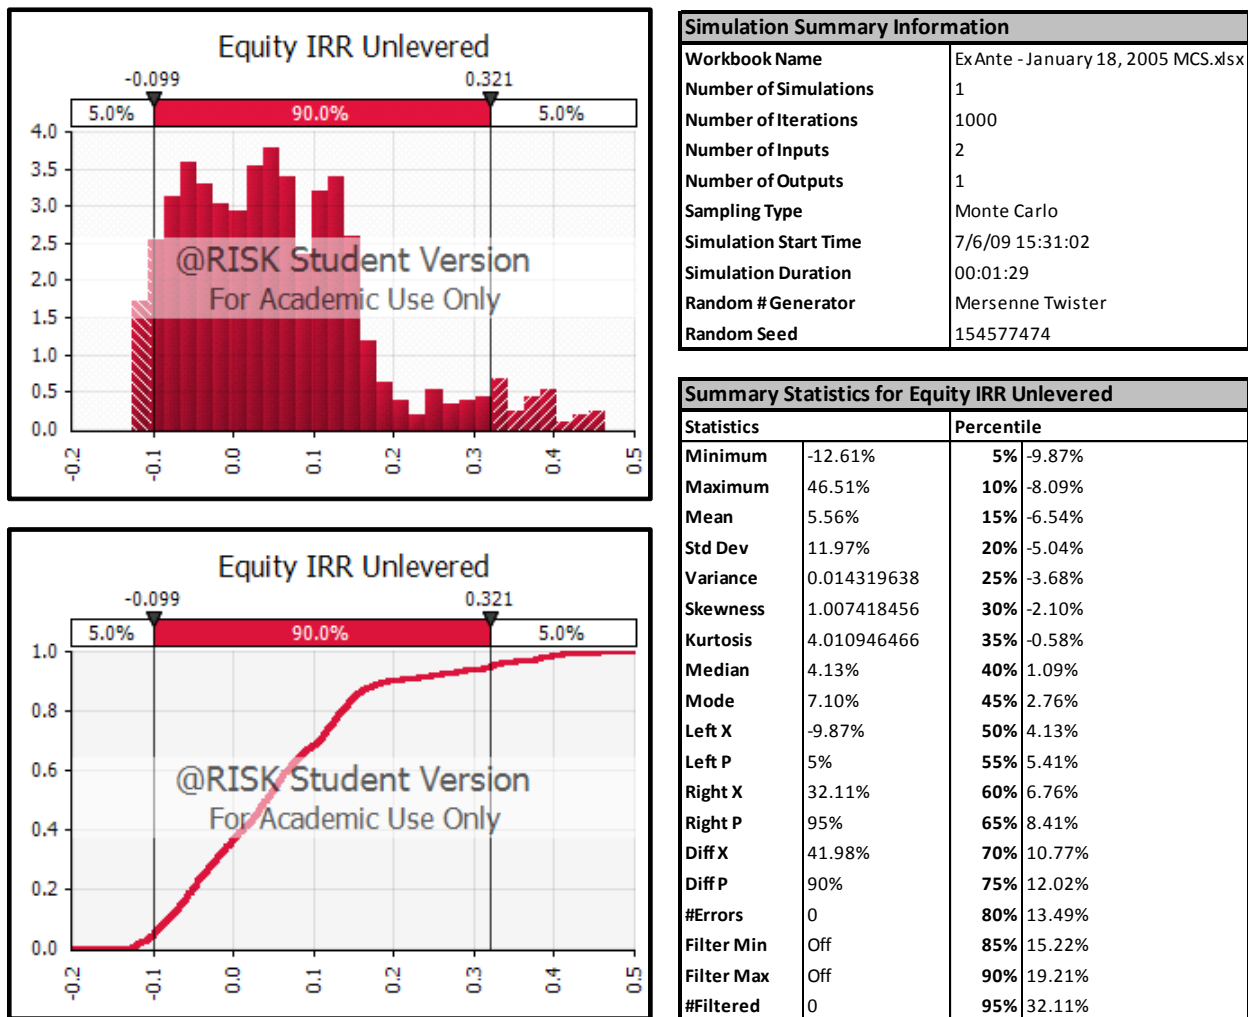 Equity IRR Unlevered
-0.099 0.321
5.0% 90.0% 5.0%
4.0
3.5
3.0
2.5
2.0
1.5
1.0
0.5
0.0
@RISK Student Version
For Academic Use Only
-0.2 -0.1 0.0 0.1 0.2 0.3 0.4 0.5
Equity IRR Unlevered
-0.099 0.321
5.0% 90.0% 5.0%
1.0
0.8
0.6
0.4
0.2
0.0
@RISK Student Version
For Academic Use Only
-0.2 -0.1 0.0 0.1 0.2 0.3 0.4 0.5
Simulation Summary Information
Workbook Name ExAnte - January 18, 2005 MCS.xlsx
Number of Simulations 1
Number of Iterations 1000
Number of Inputs 2
Number of Outputs 1
Sampling Type Monte Carlo
Simulation Start Time 7/6/09 15:31:02
Simulation Duration 00:01:29
Random # Generator Mersenne Twister
Random Seed 154577474
Summary Statistics for Equity IRR Unlevered
Statistics Percentile
Minimum -12.61% 5% -9.87%
Maximum 46.51% 10% -8.09%
Mean 5.56% 15% -6.54%
Std Dev 11.97% 20% -5.04%
Variance 0.014319638 25% -3.68%
Skewness 1.007418456 30% -2.10%
Kurtosis 4.010946466 35% -0.58%
Median 4.13% 40% 1.09%
Mode 7.10% 45% 2.76%
Left X -9.87% 50% 4.13%
Left P 5% 55% 5.41%
Right X 32.11% 60% 6.76%
Right P 95% 65% 8.41%
Diff X 41.98% 70% 10.77%
Diff P 90% 75% 12.02%
#Errors 0 80% 13.49%
Filter Min Off 85% 15.22%
Filter Max Off 90% 19.21%
#Filtered 0 95% 32.11%